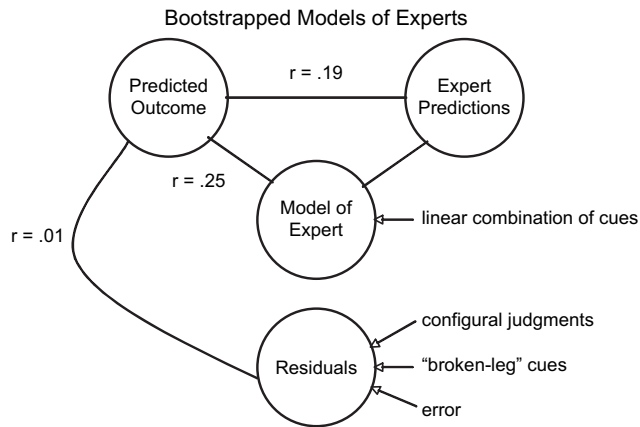 Bootstrapped Models of Experts
r = .19
Predicted
Outcome
Expert
Predictions
r = .25
Model of
Expert
linear combination of cues
r = .01
configural judgments
Residuals
“broken-leg” cues
error